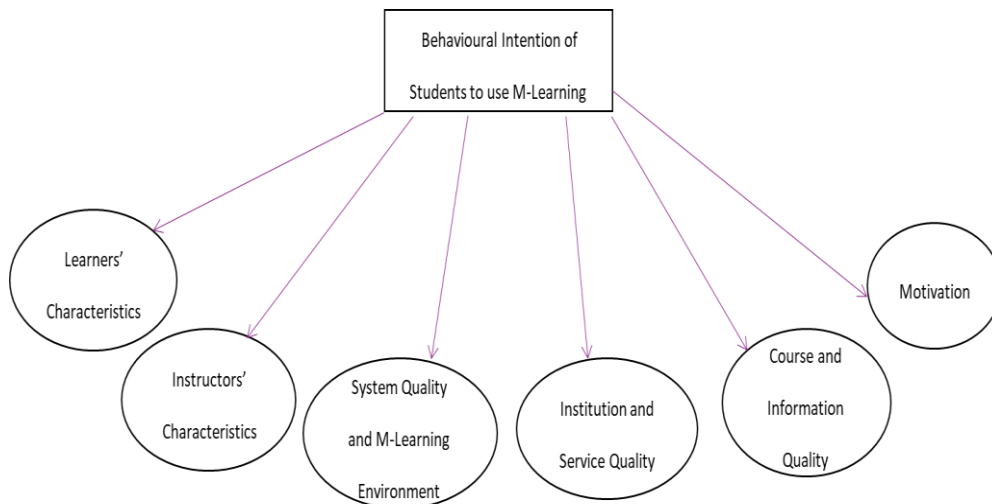 Behavioural Intention of
Students to use M-Learning
Learners'
Characteristics
Instructors'
Characteristics
System Quality
and M-Learning
Environment
Institution and
Service Quality
Course and
Information
Quality
Motivation